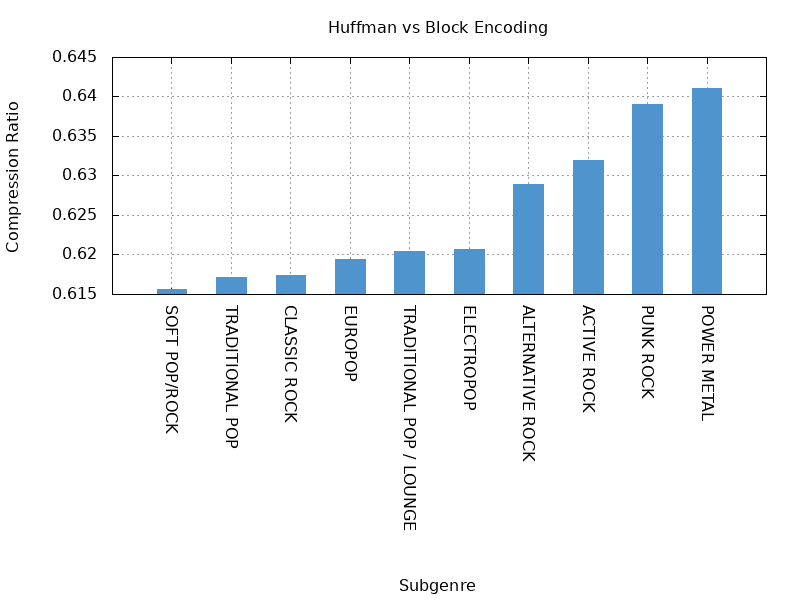 Huffman vs Block Encoding
Compression Ratio
0.645
0.64
0.635
0.63
0.625
0.62
0.615
SOFT POP/ROCK
TRADITIONAL POP
CLASSIC ROCK
EUROPOP
TRADITIONAL POP / LOUNGE
ELECTROPOP
ALTERNATIVE ROCK
ACTIVE ROCK
PUNK ROCK
POWER METAL
Subgenre